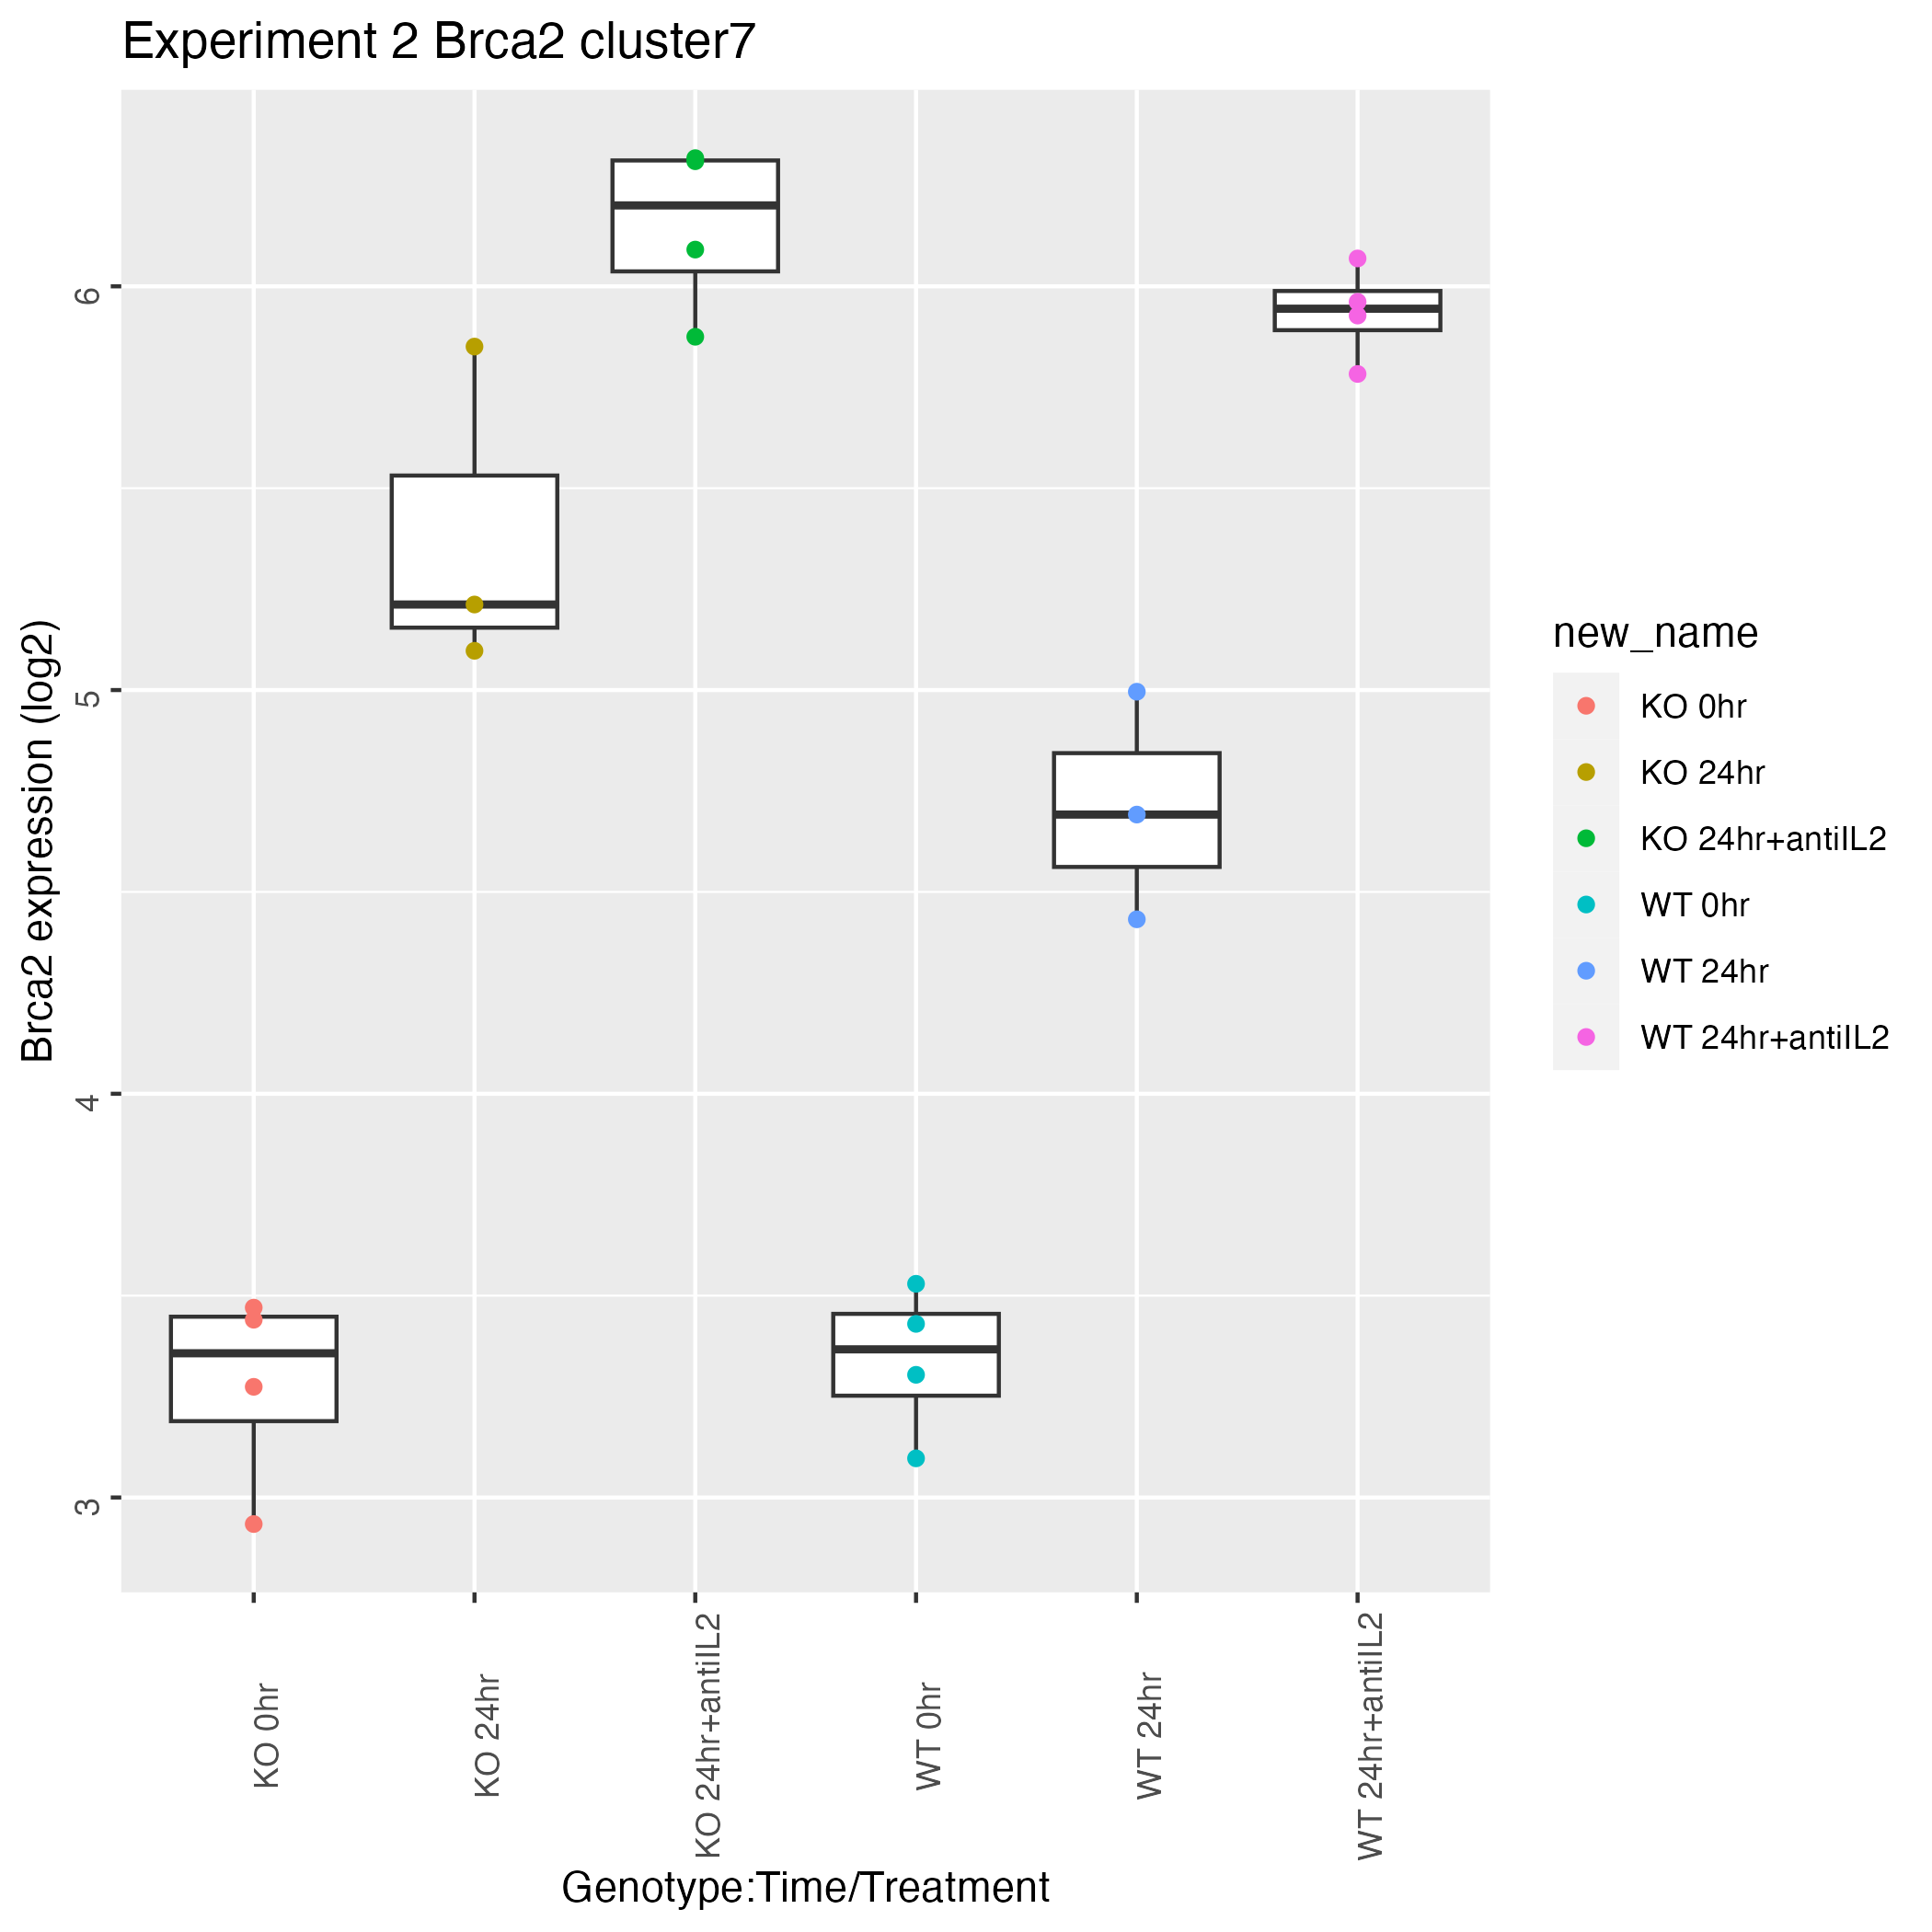 Experiment 2 Brca2 cluster7
Brca2 expression (log2)
6
5
4
3
KO 0hr
KO 24hr
KO 24hr+antiIL2
WT 0hr
WT 24hr
WT 24hr+antiIL2
Genotype:Time/Treatment
new_name
KO 0hr
KO 24hr
KO 24hr+antiIL2
WT 0hr
WT 24hr
WT 24hr+antiIL2